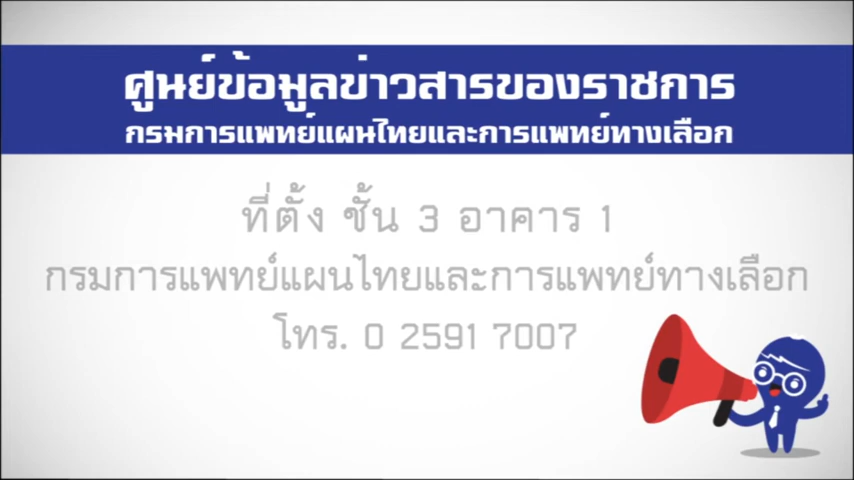 ศูนย์ข้อมูลข่าวสารของราชการ
กรมการแพทย์แผนไทยและการแพทย์ทางเลือก
ที่ตั้ง ชั้น 3 อาคาร 1
กรมการแพทย์แผนไทยและการแพทย์ทางเลือก
โทร. 0 2591 7007